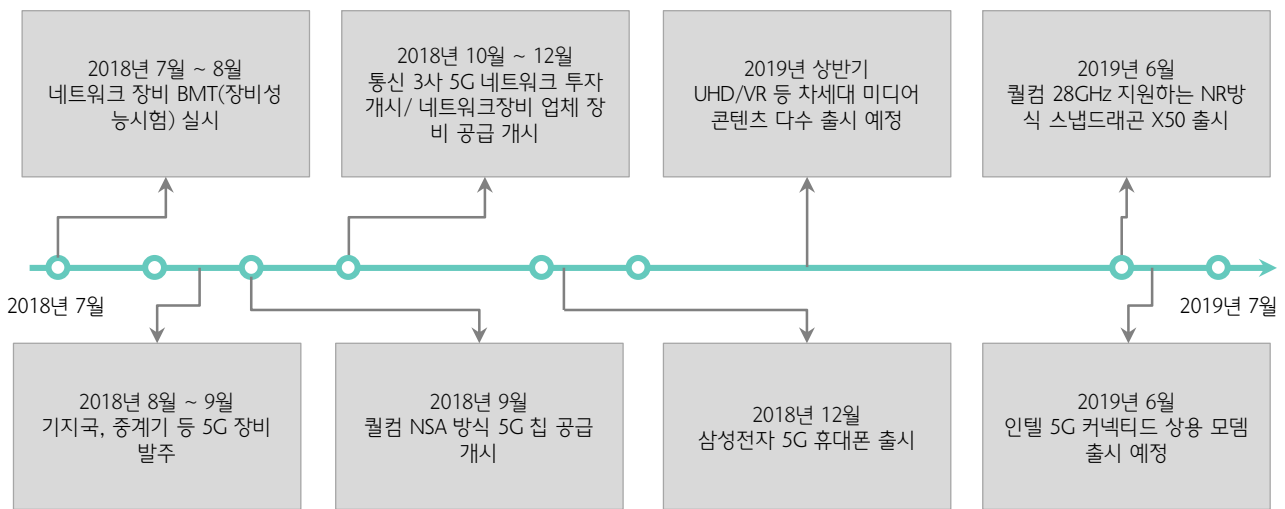 2018년 7월 ~ 8월
네트워크 장비 BMT(장비성
능시험) 실시
2018년 10월 ~ 12월
통신 3사 5G 네트워크 투자
개시/ 네트워크장비 업체 장
비 공급 개시
2019년 상반기
UHD/VR 등 차세대 미디어
콘텐츠 다수 출시 예정
2019년 6월
퀄컴 28GHz 지원하는 NR방
식 스냅드래곤 X50 출시
2018년 7월
2019년 7월
2018년 8월 ~ 9월
기지국, 중계기 등 5G 장비
발주
2018년 9월
퀄컴 NSA 방식 5G 칩 공급
개시
2018년 12월
삼성전자 5G 휴대폰 출시
2019년 6월
인텔 5G 커넥티드 상용 모뎀
출시 예정